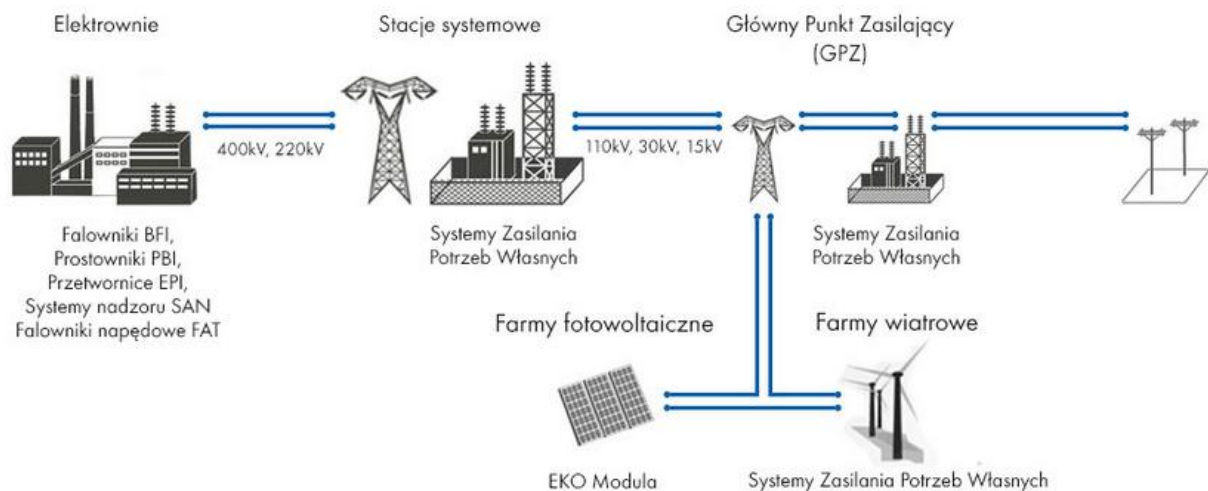 Elektrownie
Stacje systemowe
Główny Punkt Zasilający
(GPZ)
400kV, 220kV
110kV, 30kV, 15kV
Falowniki BFI,
Prostowniki PBI,
Przetwornice EPI,
Systemy nadzoru SAN
Falowniki napędowe FAT
Systemy Zasilania
Potrzeb Własnych
Systemy Zasilania
Potrzeb Własnych
Farmy fotowoltaiczne
Farmy wiatrowe
EKO Modula
Systemy Zasilania Potrzeb Własnych